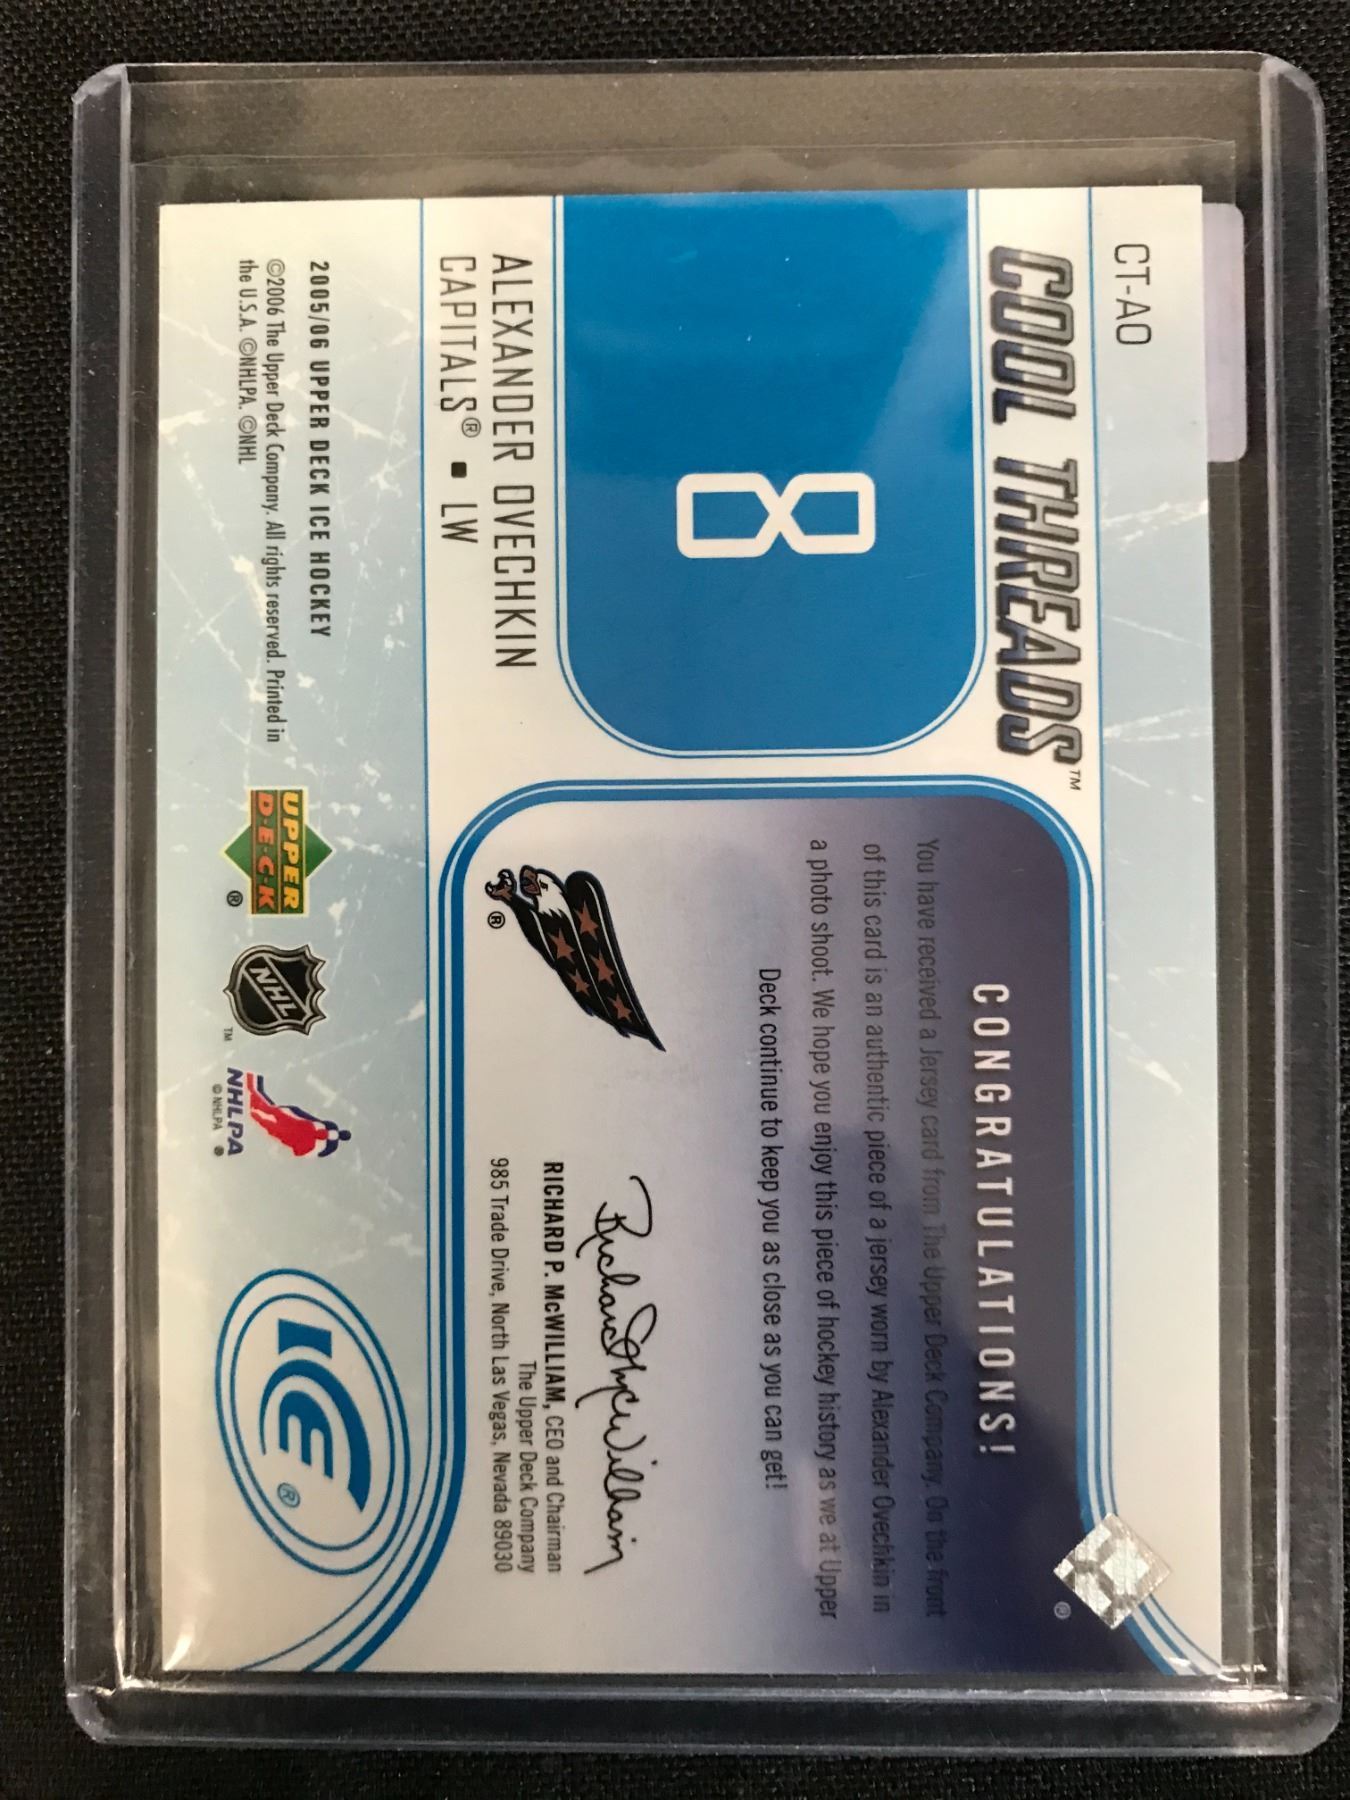 CT-AO
COOL THREADS™
8
ALEXANDER OVECHKIN
CAPITALS® ▪ LW
CONGRATULATIONS!
You have received a Jersey card from The Upper Deck Company. On the front
of this card is an authentic piece of a jersey worn by Alexander Ovechkin in
a photo shoot. We hope you enjoy this piece of hockey history as we at Upper
Deck continue to keep you as close as you can get!
®
®
Richard P. McWilliam
RICHARD P. McWILLIAM, CEO and Chairman
The Upper Deck Company
985 Trade Drive, North Las Vegas, Nevada 89030
2005/06 UPPER DECK ICE HOCKEY
©2006 The Upper Deck Company. All rights reserved. Printed in
the U.S.A. ©NHLPA. ©NHL
UPPER
D·E·C·K
®
NHL
™
NHLPA
© NHLPA ®
ICE®